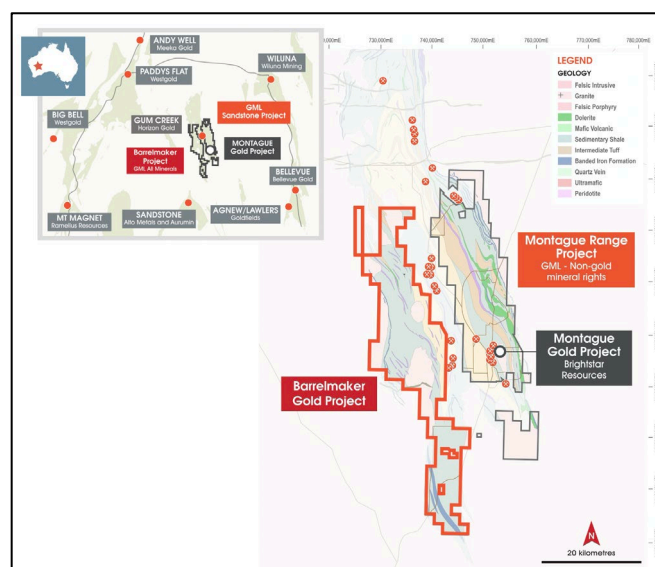 720,000mE
730,000mE
740,000mE
750,000mE
760,000mE
770,000mE
780,000mE
ANDY WELL
Meeka Gold
PADDYS FLAT
Westgold
WILUNA
Wiluna Mining
BIG BELL
Westgold
GUM CREEK
Horizon Gold
GML
Sandstone Project
Barrelmaker
Project
GML All Minerals
MONTAGUE
Gold Project
BELLEVUE
Bellevue Gold
MT MAGNET
Ramelius Resources
SANDSTONE
Alto Metals and Aurumin
AGNEW/LAWLERS
Goldfields
LEGEND
GEOLOGY
Felsic Intrusive
Granite
Felsic Porphyry
Dolerite
Mafic Volcanic
Sedimentary Shale
Intermediate Tuff
Banded Iron Formation
Quartz Vein
Ultramafic
Peridotite
Montague Range
Project
GML - Non-gold
mineral rights
Montague
Gold Project
Brightstar
Resources
Barrelmaker
Gold Project
N
20 kilometres